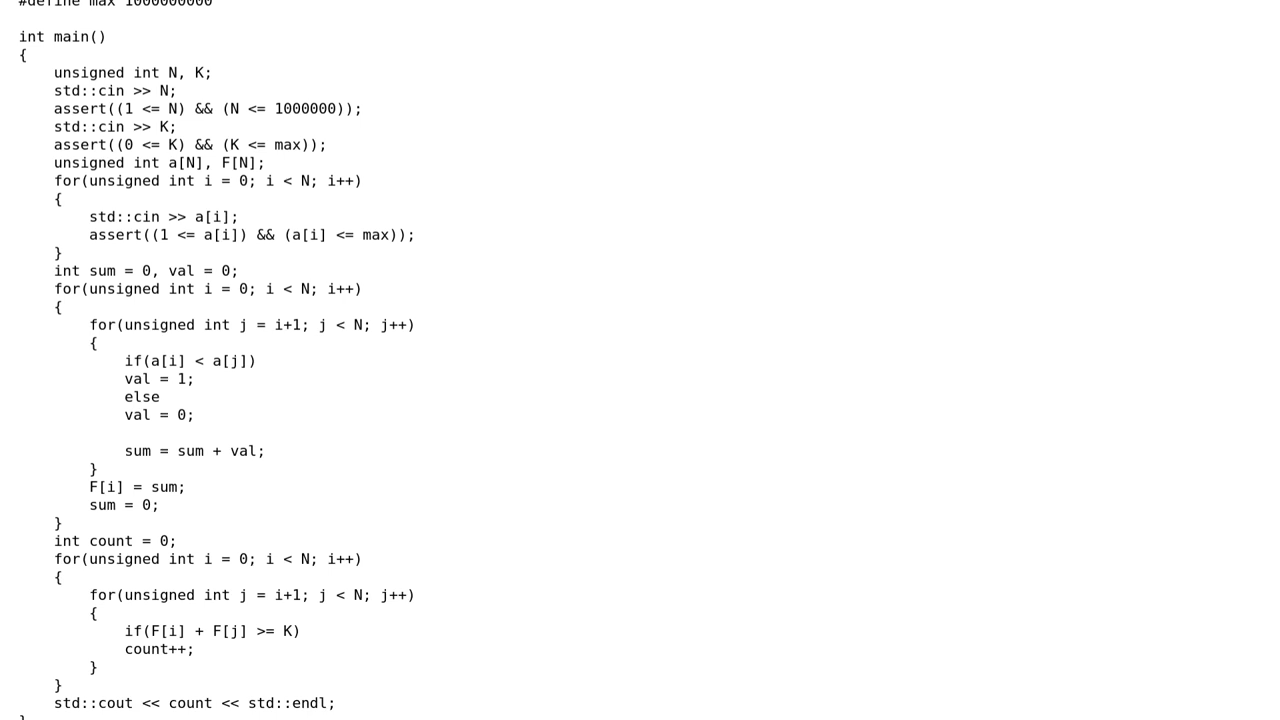 #define max 1000000000
int main()
{
unsigned int N, K;
std::cin >> N;
assert((1 <= N) && (N <= 1000000));
std::cin >> K;
assert((0 <= K) && (K <= max));
unsigned int a[N], F[N];
for(unsigned int i = 0; i < N; i++)
{
std::cin >> a[i];
assert((1 <= a[i]) && (a[i] <= max));
}
int sum = 0, val = 0;
for(unsigned int i = 0; i < N; i++)
{
for(unsigned int j = i+1; j < N; j++)
{
if(a[i] < a[j])
val = 1;
else
val = 0;
sum = sum + val;
}
F[i] = sum;
sum = 0;
}
int count = 0;
for(unsigned int i = 0; i < N; i++)
{
for(unsigned int j = i+1; j < N; j++)
{
if(F[i] + F[j] >= K)
count++;
}
}
std::cout << count << std::endl;
}